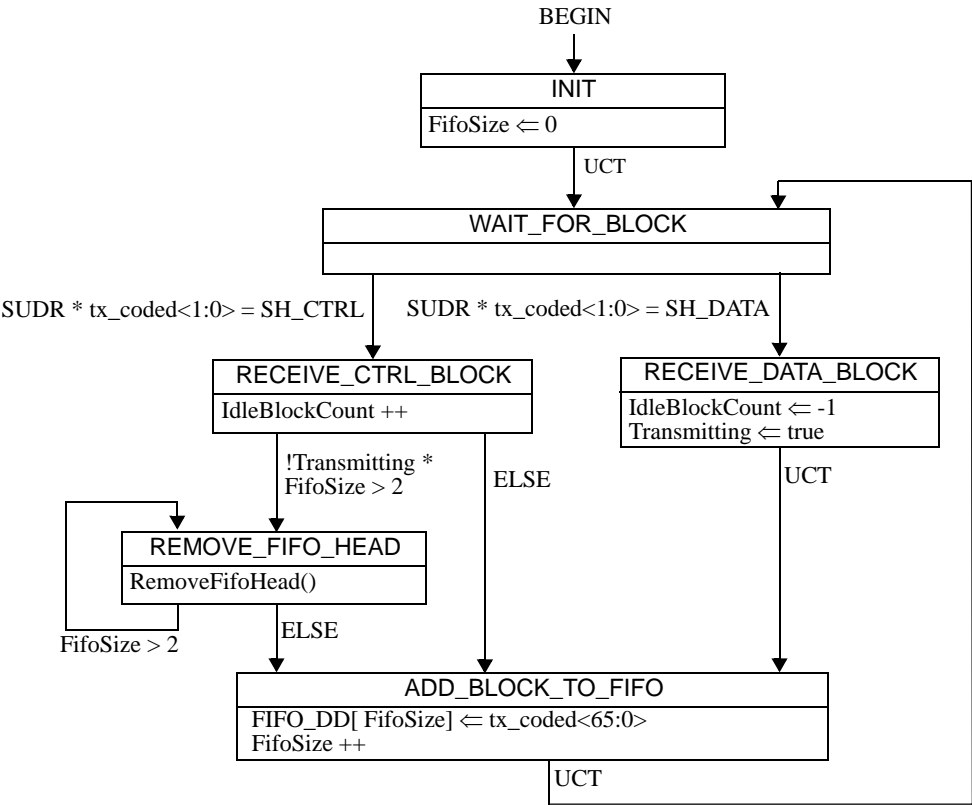 BEGIN
INIT
FifoSize ⇐ 0
UCT
WAIT_FOR_BLOCK
SUDR * tx_coded<1:0> = SH_CTRL
SUDR * tx_coded<1:0> = SH_DATA
RECEIVE_CTRL_BLOCK
IdleBlockCount ++
RECEIVE_DATA_BLOCK
IdleBlockCount ⇐ -1
Transmitting ⇐ true
!Transmitting *
FifoSize > 2
ELSE
UCT
REMOVE_FIFO_HEAD
RemoveFifoHead()
FifoSize > 2
ELSE
ADD_BLOCK_TO_FIFO
FIFO_DD[ FifoSize] ⇐ tx_coded<65:0>
FifoSize ++
UCT